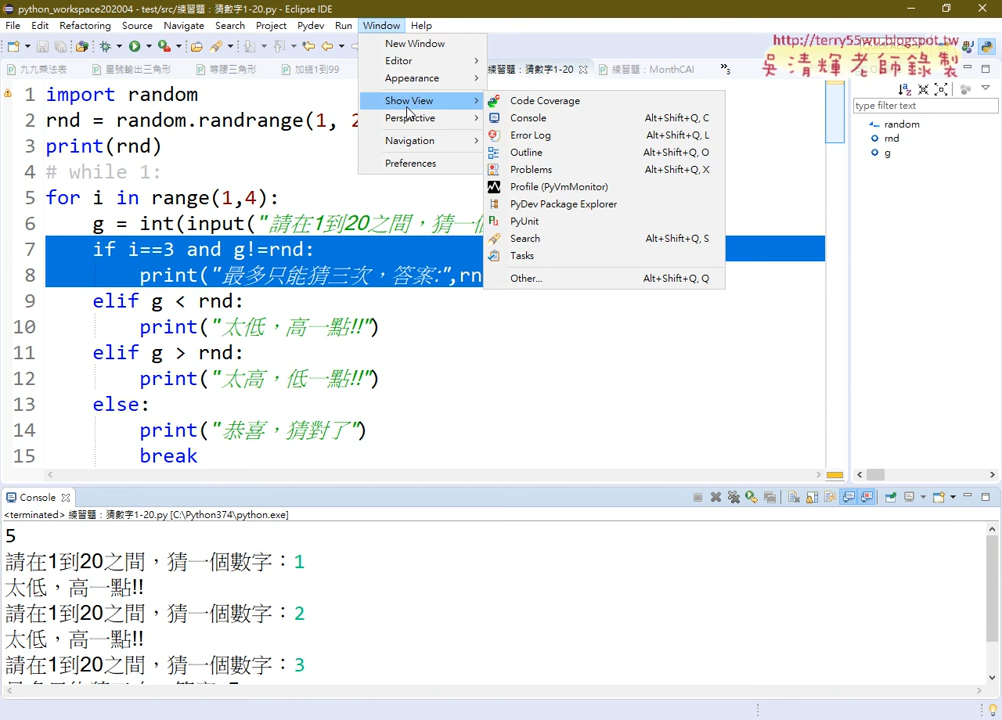 python_workspace202004 - test/src/練習題：猜數字1-20.py - Eclipse IDE
File Edit Refactoring Source Navigate Search Project Pydev Run Window Help
http://terry55wu.blogspot.tw
吳清輝老師錄製
九九乘法表
星號輸出三角形
等腰三角形
加總1到99
練習題：猜數字1-20
練習題：MonthCAl
3
New Window
Editor
Appearance
Show View
Perspective
Navigation
Preferences
Code Coverage
Console Alt+Shift+Q, C
Error Log Alt+Shift+Q, L
Outline Alt+Shift+Q, O
Problems Alt+Shift+Q, X
Profile (PyVmMonitor)
PyDev Package Explorer
PyUnit
Search Alt+Shift+Q, S
Tasks
Other... Alt+Shift+Q, Q
type filter text
random
rnd
g
1 import random
2 rnd = random.randrange(1, 2
3 print(rnd)
4 # while 1:
5 for i in range(1,4):
6 g = int(input("請在1到20之間，猜一個
7 if i==3 and g!=rnd:
8 print("最多只能猜三次，答案:",rn
9 elif g < rnd:
10 print("太低，高一點!!")
11 elif g > rnd:
12 print("太高，低一點!!")
13 else:
14 print("恭喜，猜對了")
15 break
Console
<terminated> 練習題：猜數字1-20.py [C:\Python374\python.exe]
5
請在1到20之間，猜一個數字：1
太低，高一點!!
請在1到20之間，猜一個數字：2
太低，高一點!!
請在1到20之間，猜一個數字：3